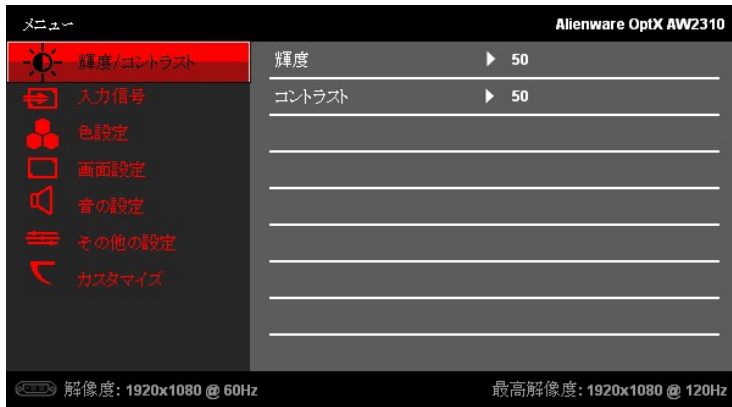 メニュー Alienware OptX AW2310
輝度/コントラスト
入力信号
色設定
画面設定
音の設定
その他の設定
カスタマイズ
輝度 50
コントラスト 50
解像度: 1920x1080 @ 60Hz 最高解像度: 1920x1080 @ 120Hz